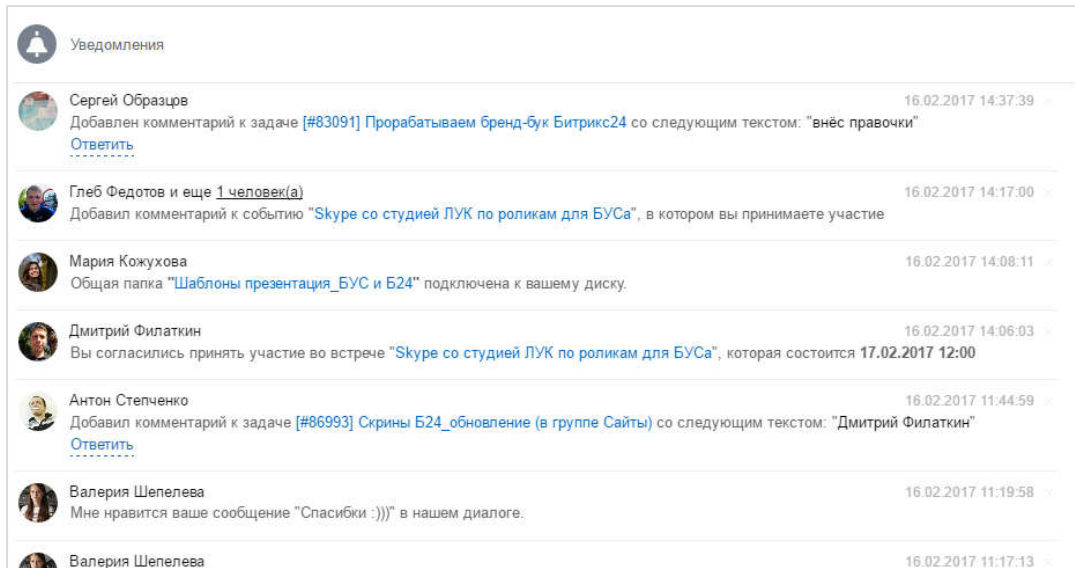 Уведомления
Сергей Образцов 16.02.2017 14:37:39
Добавлен комментарий к задаче [#83091] Прорабатываем бренд-бук Битрикс24 со следующим текстом: "внёс правочки"
Ответить
Глеб Федотов и еще 1 человек(а) 16.02.2017 14:17:00
Добавил комментарий к событию "Skype со студией ЛУК по роликам для БУСа", в котором вы принимаете участие
Мария Кожухова 16.02.2017 14:08:11
Общая папка "Шаблоны презентация_БУС и Б24" подключена к вашему диску.
Дмитрий Филаткин 16.02.2017 14:06:03
Вы согласились принять участие во встрече "Skype со студией ЛУК по роликам для БУСа", которая состоится 17.02.2017 12:00
Антон Степченко 16.02.2017 11:44:59
Добавил комментарий к задаче [#86993] Скрины Б24_обновление (в группе Сайты) со следующим текстом: "Дмитрий Филаткин"
Ответить
Валерия Шепелева 16.02.2017 11:19:58
Мне нравится ваше сообщение "Спасибки :)))" в нашем диалоге.
Валерия Шепелева 16.02.2017 11:17:13